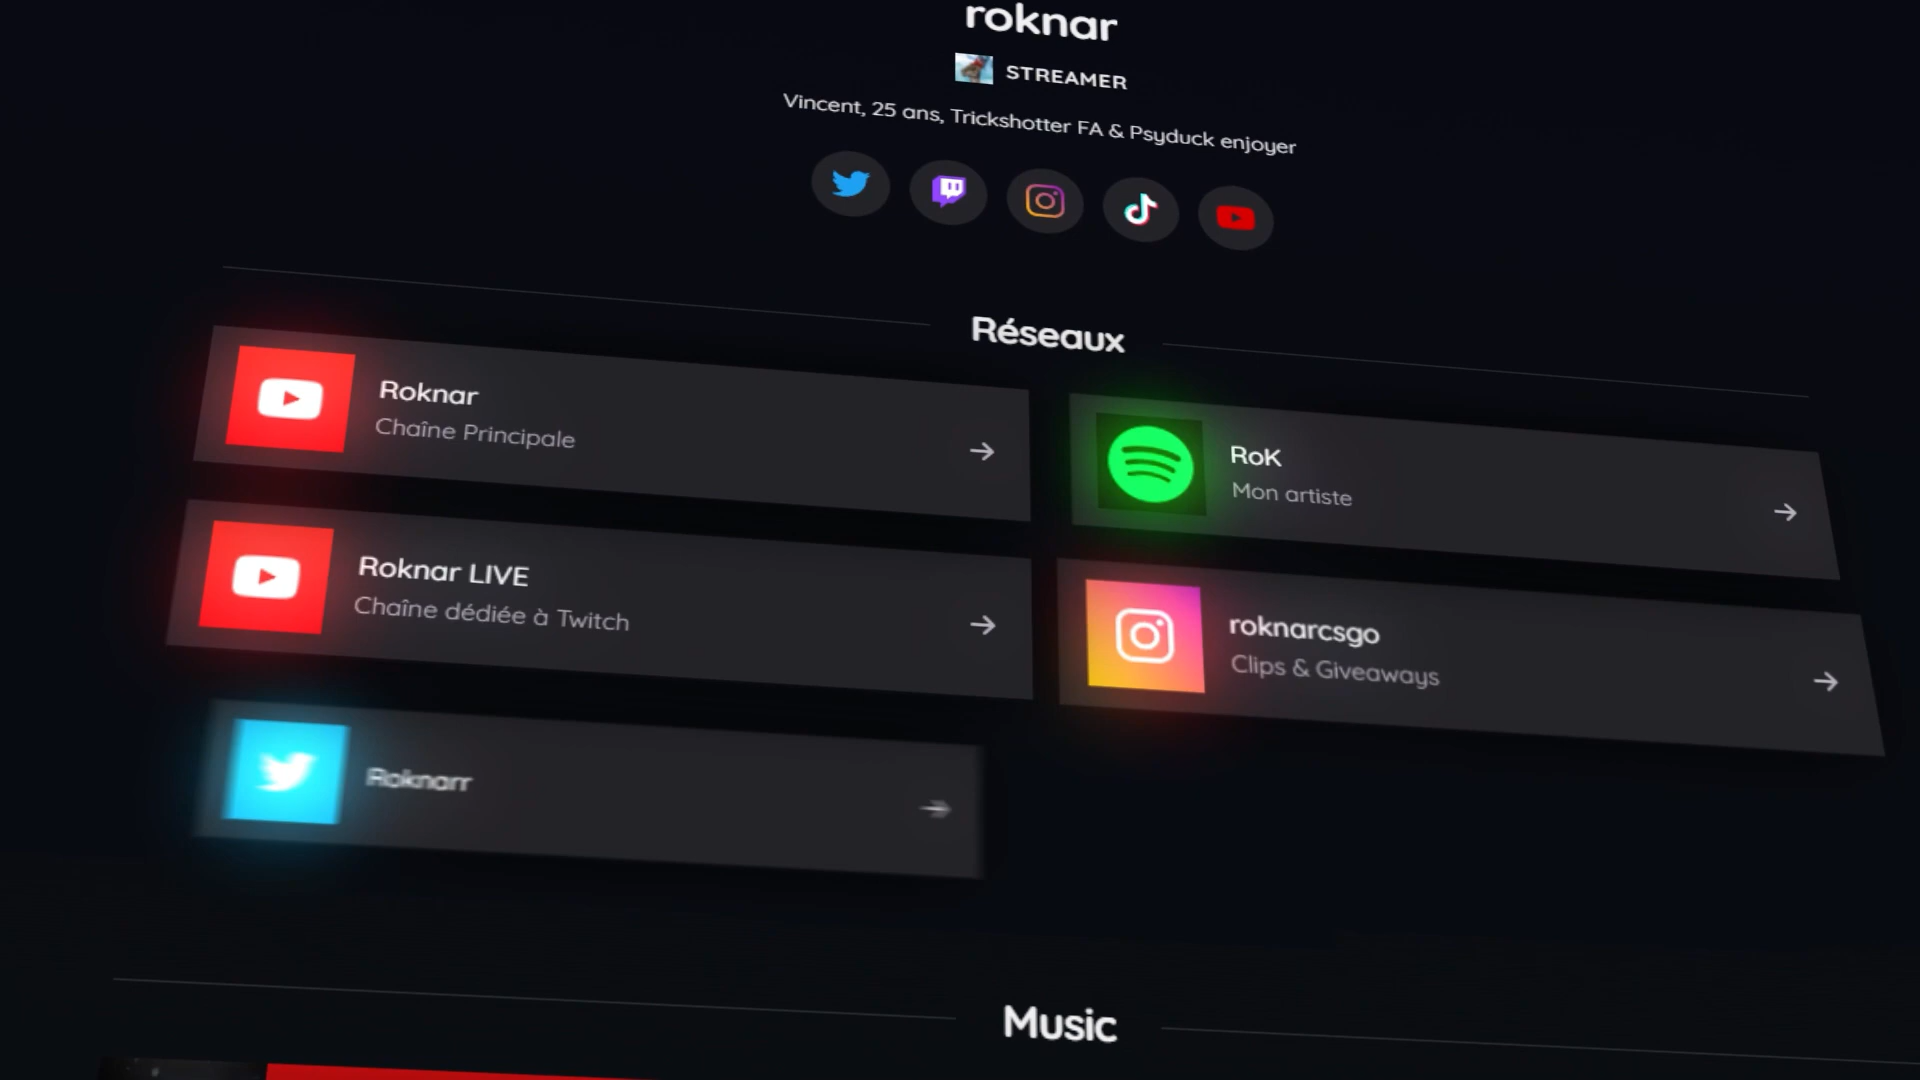 roknar
STREAMER
Vincent, 25 ans, Trickshotter FA & Psyduck enjoyer
Réseaux
Roknar
Chaîne Principale
RoK
Mon artiste
Roknar LIVE
Chaîne dédiée à Twitch
roknarcsgo
Clips & Giveaways
Roknarr
Music